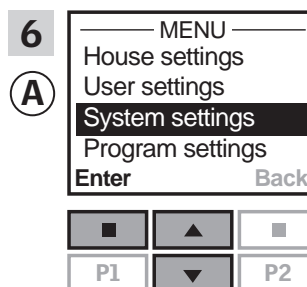 6
A
MENU
House settings
User settings
System settings
Program settings
Enter Back
P1 P2